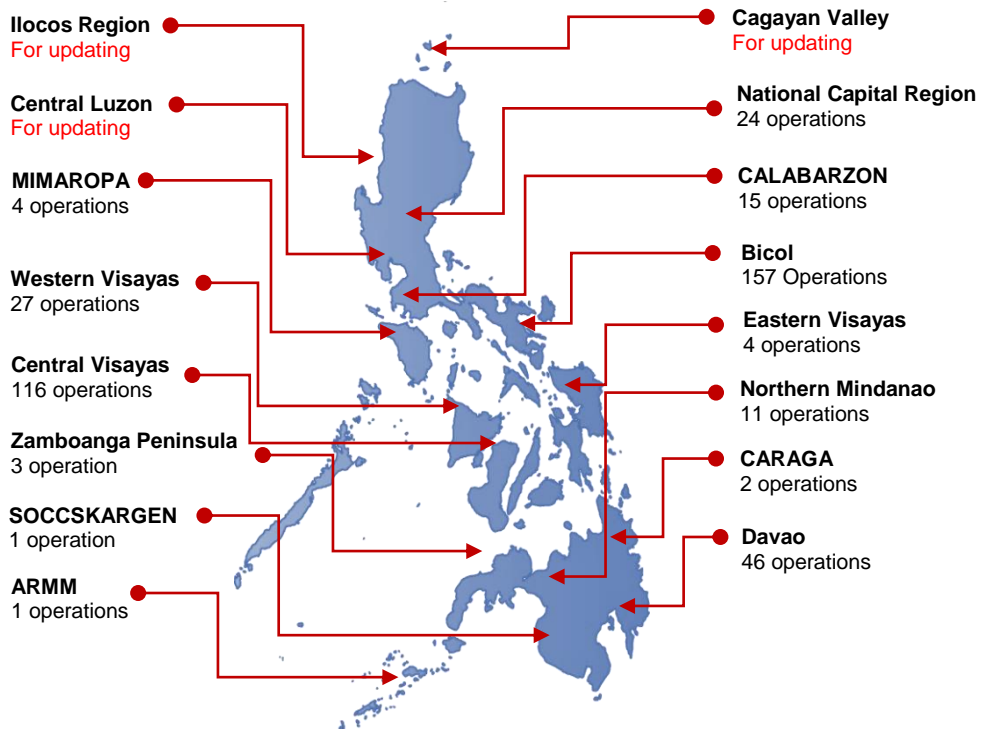 Ilocos Region
For updating
Central Luzon
For updating
MIMAROPA
4 operations
Western Visayas
27 operations
Central Visayas
116 operations
Zamboanga Peninsula
3 operation
SOCCSKARGEN
1 operation
ARMM
1 operations
Cagayan Valley
For updating
National Capital Region
24 operations
CALABARZON
15 operations
Bicol
157 Operations
Eastern Visayas
4 operations
Northern Mindanao
11 operations
CARAGA
2 operations
Davao
46 operations